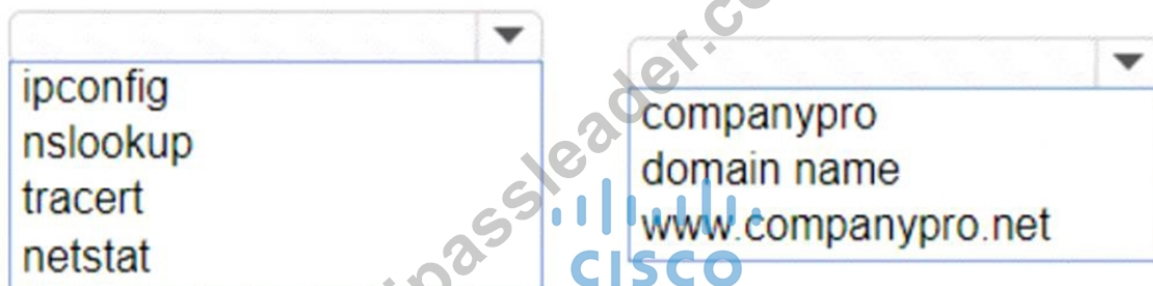 ipconfig
nslookup
tracert
netstat
companypro
domain name
www.companypro.net
CISCO